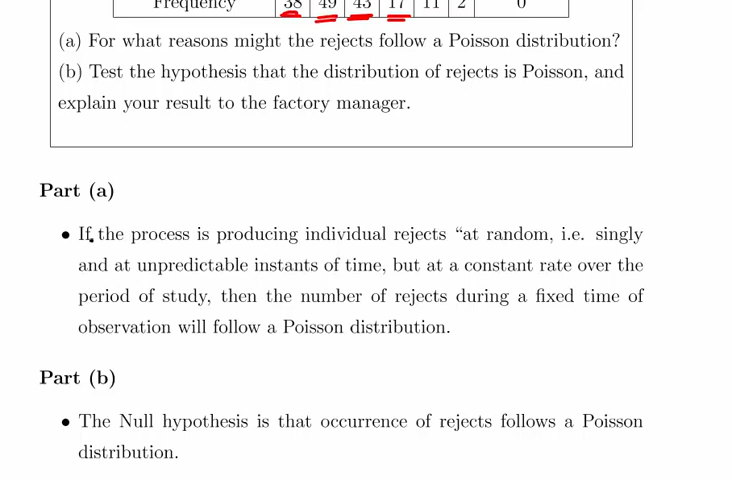 Frequency 38 49 43 17 11 2 0
(a) For what reasons might the rejects follow a Poisson distribution?
(b) Test the hypothesis that the distribution of rejects is Poisson, and
explain your result to the factory manager.
Part (a)
• If the process is producing individual rejects “at random, i.e. singly
and at unpredictable instants of time, but at a constant rate over the
period of study, then the number of rejects during a fixed time of
observation will follow a Poisson distribution.
Part (b)
• The Null hypothesis is that occurrence of rejects follows a Poisson
distribution.